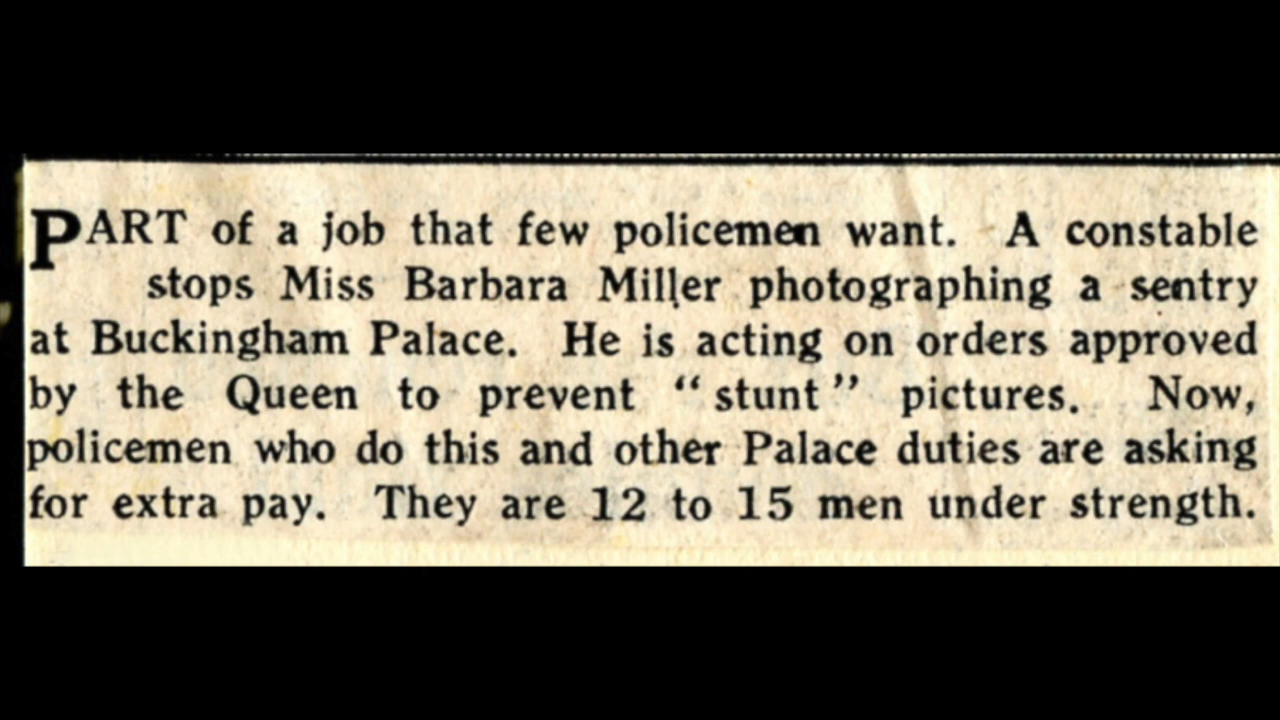 PART of a job that few policemen want. A constable
stops Miss Barbara Miller photographing a sentry
at Buckingham Palace. He is acting on orders approved
by the Queen to prevent “stunt” pictures. Now,
policemen who do this and other Palace duties are asking
for extra pay. They are 12 to 15 men under strength.